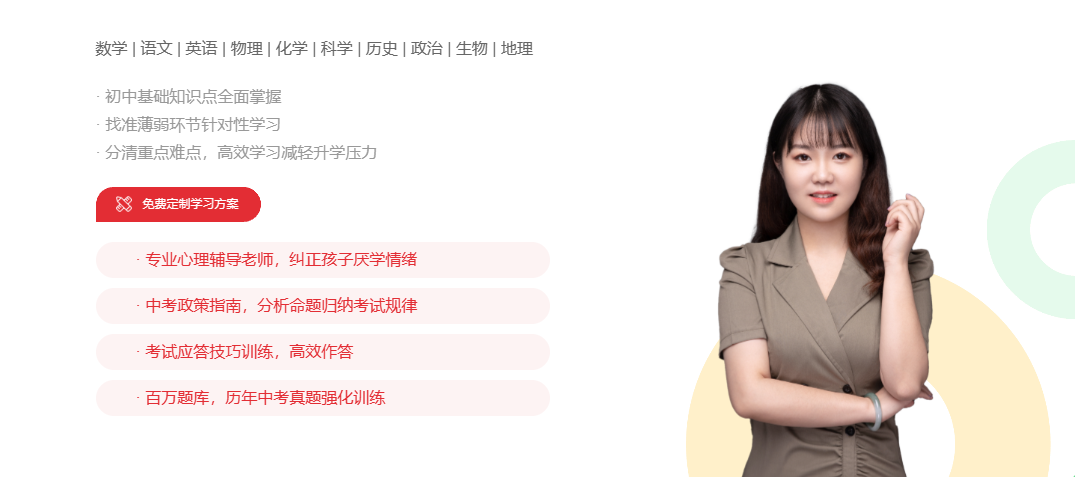 数学 | 语文 | 英语 | 物理 | 化学 | 科学 | 历史 | 政治 | 生物 | 地理
· 初中基础知识点全面掌握
· 找准薄弱环节针对性学习
· 分清重点难点，高效学习减轻升学压力
免费定制学习方案
· 专业心理辅导老师，纠正孩子厌学情绪
· 中考政策指南，分析命题归纳考试规律
· 考试应答技巧训练，高效作答
· 百万题库，历年中考真题强化训练